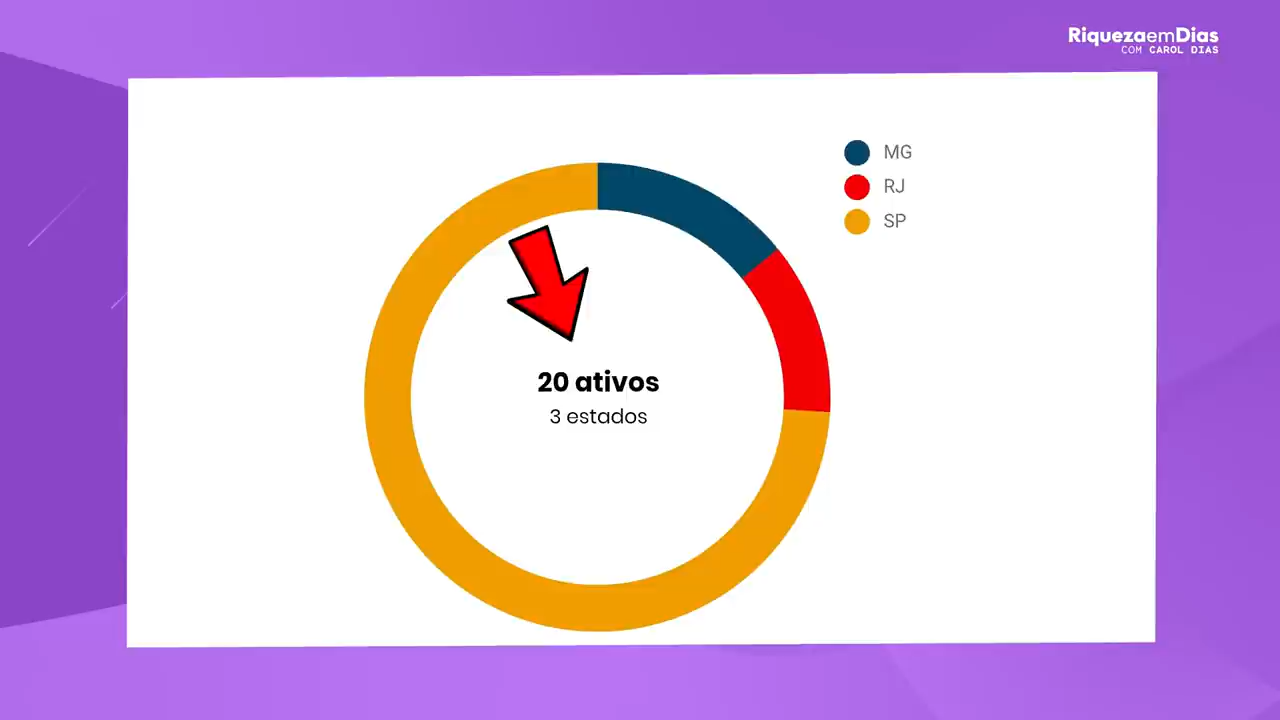 RiquezaemDias
COM CAROL DIAS
MG
RJ
SP
20 ativos
3 estados